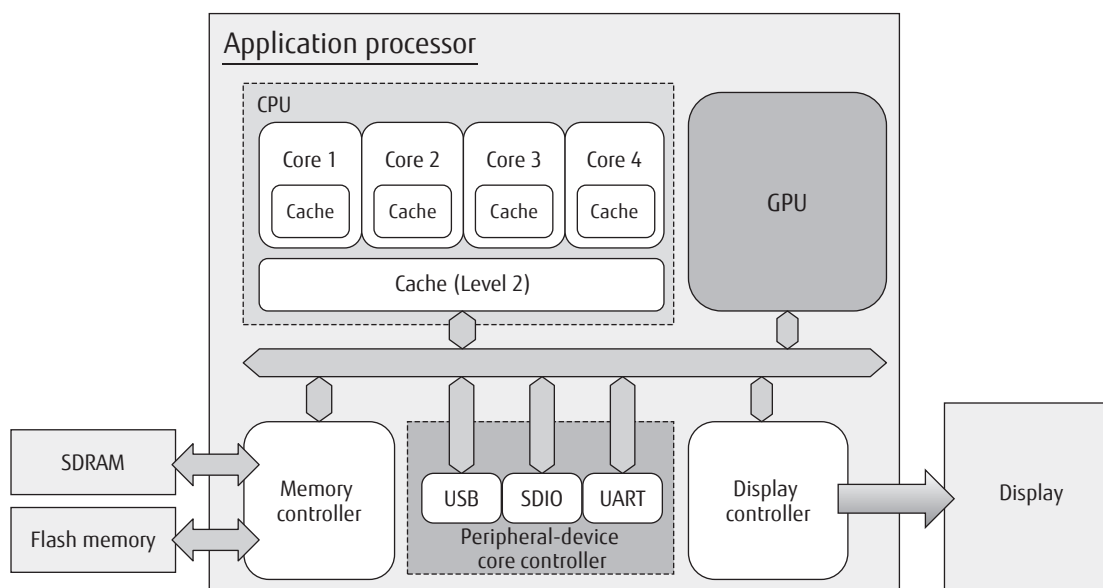 Application processor
CPU
Core 1
Core 2
Core 3
Core 4
Cache
Cache
Cache
Cache
Cache (Level 2)
GPU
SDRAM
Flash memory
Memory
controller
USB
SDIO
UART
Peripheral-device
core controller
Display
controller
Display